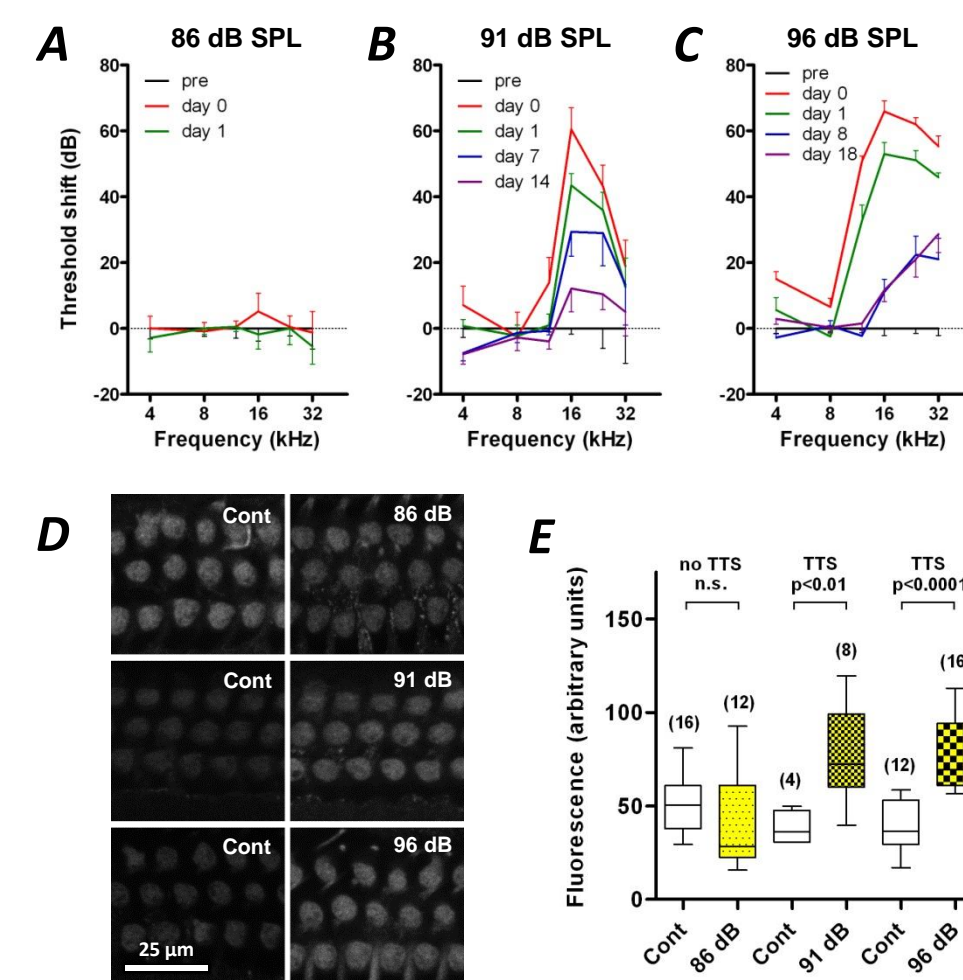 A 86 dB SPL
B 91 dB SPL
C 96 dB SPL
Threshold shift (dB)
80
60
40
20
0
-20
pre
day 0
day 1
4 8 16 32
Frequency (kHz)
80
60
40
20
0
-20
pre
day 0
day 1
day 7
day 14
4 8 16 32
Frequency (kHz)
80
60
40
20
0
-20
pre
day 0
day 1
day 8
day 18
4 8 16 32
Frequency (kHz)
D
Cont
86 dB
Cont
91 dB
Cont
96 dB
25 µm
E
Fluorescence (arbitrary units)
150
100
50
0
no TTS
n.s.
TTS
p<0.01
TTS
p<0.0001
(16)
(12)
(4)
(8)
(12)
(16
Cont
86 dB
Cont
91 dB
Cont
96 dB